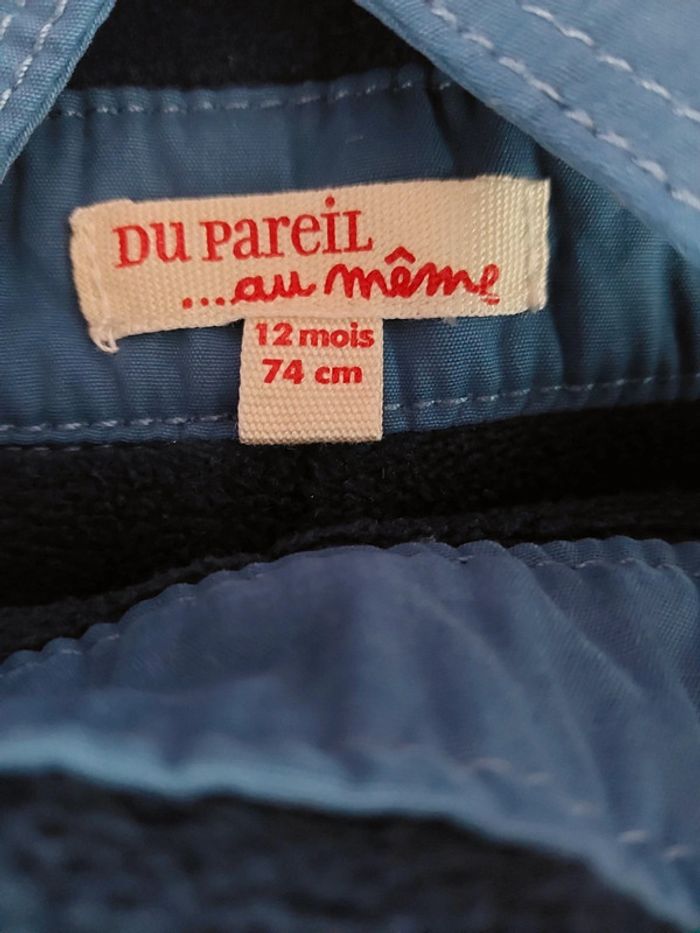 DU PAREIL
...au même
12 mois
74 cm